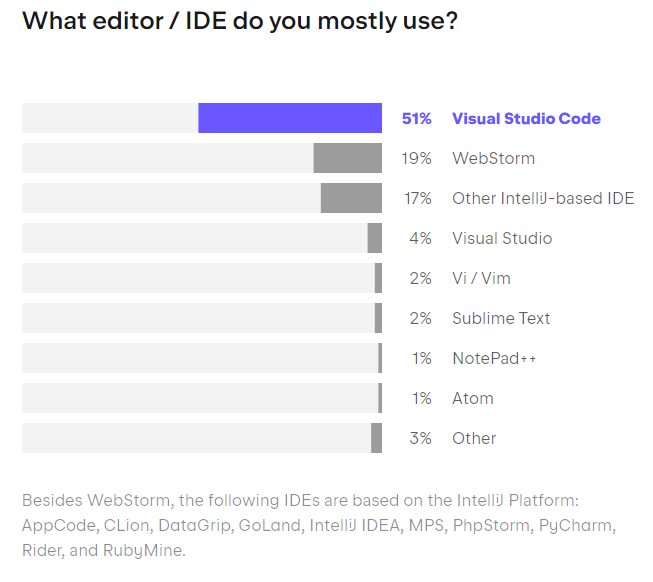 What editor / IDE do you mostly use?
51% Visual Studio Code
19% WebStorm
17% Other IntelliJ-based IDE
4% Visual Studio
2% Vi / Vim
2% Sublime Text
1% NotePad++
1% Atom
3% Other
Besides WebStorm, the following IDEs are based on the IntelliJ Platform:
AppCode, CLion, DataGrip, GoLand, IntelliJ IDEA, MPS, PhpStorm, PyCharm,
Rider, and RubyMine.